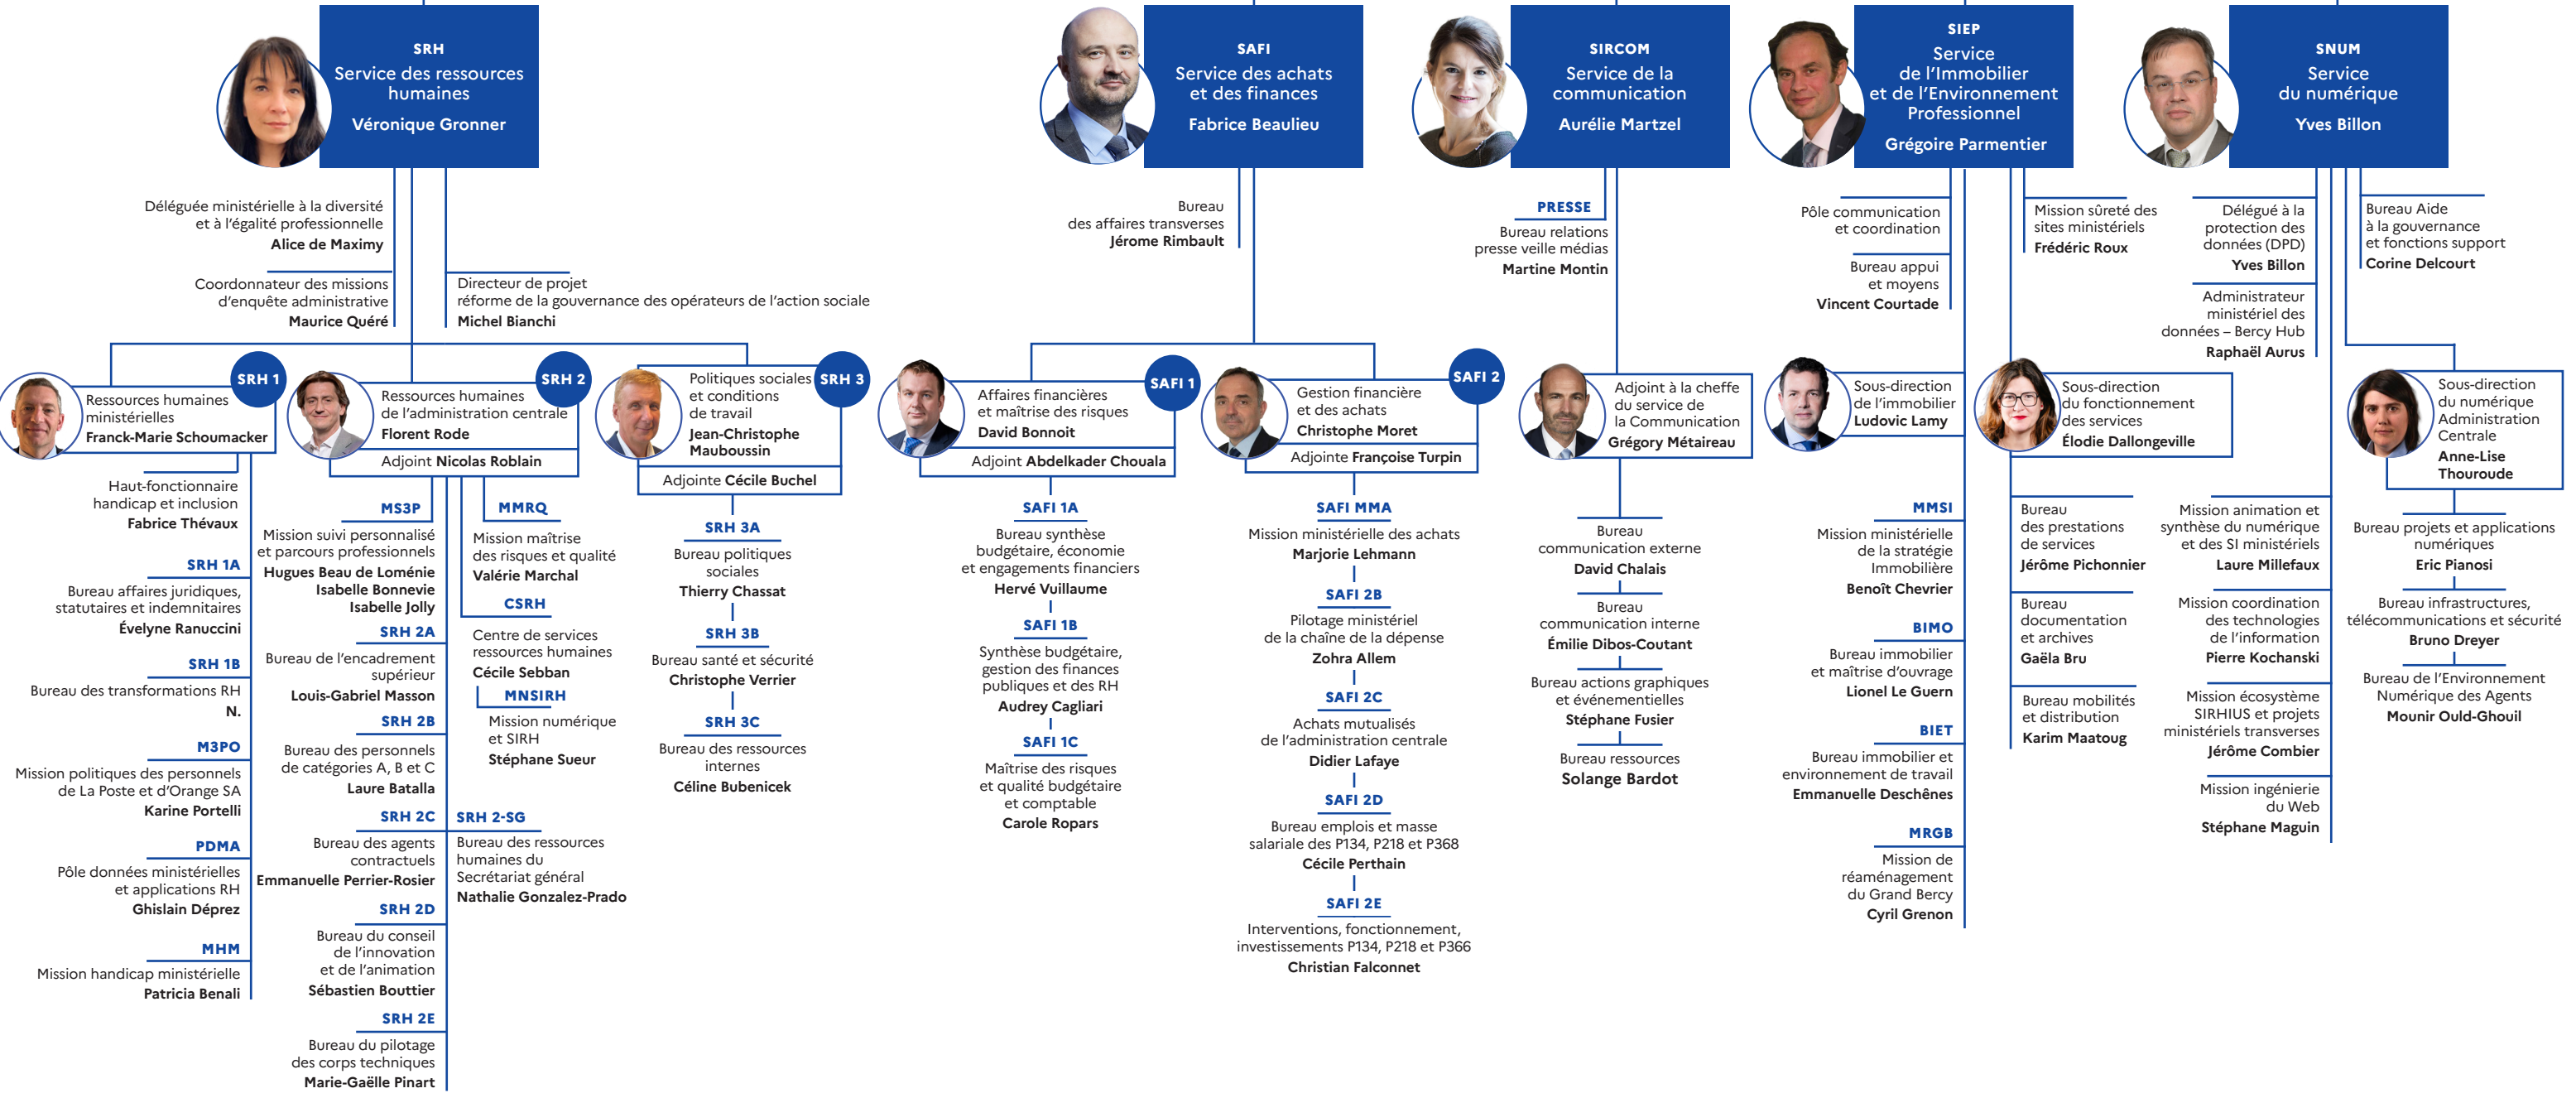 SRH
Service des ressources
humaines
Véronique Gronner
Déléguée ministérielle à la diversité
et à l'égalité professionnelle
Alice de Maximy
Coordonnateur des missions
d'enquête administrative
Maurice Quéré
Directeur de projet
réforme de la gouvernance des opérateurs de l'action sociale
Michel Bianchi
SRH 1
Ressources humaines
ministérielles
Franck-Marie Schoumacker
Haut-fonctionnaire
handicap et inclusion
Fabrice Thévaux
SRH 1A
Bureau affaires juridiques,
statutaires et indemnitaires
Évelyne Ranuccini
SRH 1B
Bureau des transformations RH
N.
M3PO
Mission politiques des personnels
de La Poste et d'Orange SA
Karine Portelli
PDMA
Pôle données ministérielles
et applications RH
Ghislain Déprez
MHM
Mission handicap ministérielle
Patricia Benali
SRH 2
Ressources humaines
de l'administration centrale
Florent Rode
Adjoint Nicolas Roblain
MS3P
Mission suivi personnalisé
et parcours professionnels
Hugues Beau de Loménie
Isabelle Bonnevie
Isabelle Jolly
SRH 2A
Bureau de l'encadrement
supérieur
Louis-Gabriel Masson
SRH 2B
Bureau des personnels
de catégories A, B et C
Laure Batalla
SRH 2C
Bureau des agents
contractuels
Emmanuelle Perrier-Rosier
SRH 2D
Bureau du conseil
de l'innovation
et de l'animation
Sébastien Bouttier
SRH 2E
Bureau du pilotage
des corps techniques
Marie-Gaëlle Pinart
MMRQ
Mission maîtrise
des risques et qualité
Valérie Marchal
CSRH
Centre de services
ressources humaines
Cécile Sebban
MNSIRH
Mission numérique
et SIRH
Stéphane Sueur
SRH 2-SG
Bureau des ressources
humaines du
Secrétariat général
Nathalie Gonzalez-Prado
SRH 3
Politiques sociales
et conditions
de travail
Jean-Christophe
Mauboussin
Adjointe Cécile Buchel
SRH 3A
Bureau politiques
sociales
Thierry Chassat
SRH 3B
Bureau santé et sécurité
Christophe Verrier
SRH 3C
Bureau des ressources
internes
Céline Bubenicek
SAFI
Service des achats
et des finances
Fabrice Beaulieu
Bureau
des affaires transverses
Jérome Rimbault
SAFI 1
Affaires financières
et maîtrise des risques
David Bonnoit
Adjoint Abdelkader Chouala
SAFI 1A
Bureau synthèse
budgétaire, économie
et engagements financiers
Hervé Vuillaume
SAFI 1B
Synthèse budgétaire,
gestion des finances
publiques et des RH
Audrey Cagliari
SAFI 1C
Maîtrise des risques
et qualité budgétaire
et comptable
Carole Ropars
SAFI 2
Gestion financière
et des achats
Christophe Moret
Adjointe Françoise Turpin
SAFI MMA
Mission ministérielle des achats
Marjorie Lehmann
SAFI 2B
Pilotage ministériel
de la chaîne de la dépense
Zohra Allem
SAFI 2C
Achats mutualisés
de l'administration centrale
Didier Lafaye
SAFI 2D
Bureau emplois et masse
salariale des P134, P218 et P368
Cécile Perthain
SAFI 2E
Interventions, fonctionnement,
investissements P134, P218 et P366
Christian Falconnet
SIRCOM
Service de la
communication
Aurélie Martzel
PRESSE
Bureau relations
presse veille médias
Martine Montin
Adjoint à la cheffe
du service de
la Communication
Grégory Métaireau
Bureau
communication externe
David Chalais
Bureau
communication interne
Émilie Dibos-Coutant
Bureau actions graphiques
et événementielles
Stéphane Fusier
Bureau ressources
Solange Bardot
SIEP
Service
de l'Immobilier
et de l'Environnement
Professionnel
Grégoire Parmentier
Pôle communication
et coordination
Bureau appui
et moyens
Vincent Courtade
Mission sûreté des
sites ministériels
Frédéric Roux
Sous-direction
de l'immobilier
Ludovic Lamy
MMSI
Mission ministérielle
de la stratégie
Immobilière
Benoît Chevrier
BIMO
Bureau immobilier
et maîtrise d'ouvrage
Lionel Le Guern
BIET
Bureau immobilier et
environnement de travail
Emmanuelle Deschênes
MRGB
Mission de
réaménagement
du Grand Bercy
Cyril Grenon
Sous-direction
du fonctionnement
des services
Élodie Dallongeville
Bureau
des prestations
de services
Jérôme Pichonnier
Bureau
documentation
et archives
Gaëla Bru
Bureau mobilités
et distribution
Karim Maatoug
SNUM
Service
du numérique
Yves Billon
Délégué à la
protection des
données (DPD)
Yves Billon
Administrateur
ministériel des
données – Bercy Hub
Raphaël Aurus
Bureau Aide
à la gouvernance
et fonctions support
Corine Delcourt
Mission animation et
synthèse du numérique
et des SI ministériels
Laure Millefaux
Mission coordination
des technologies
de l'information
Pierre Kochanski
Mission écosystème
SIRHIUS et projets
ministériels transverses
Jérôme Combier
Mission ingénierie
du Web
Stéphane Maguin
Sous-direction
du numérique
Administration
Centrale
Anne-Lise
Thouroude
Bureau projets et applications
numériques
Eric Pianosi
Bureau infrastructures,
télécommunications et sécurité
Bruno Dreyer
Bureau de l'Environnement
Numérique des Agents
Mounir Ould-Ghouil